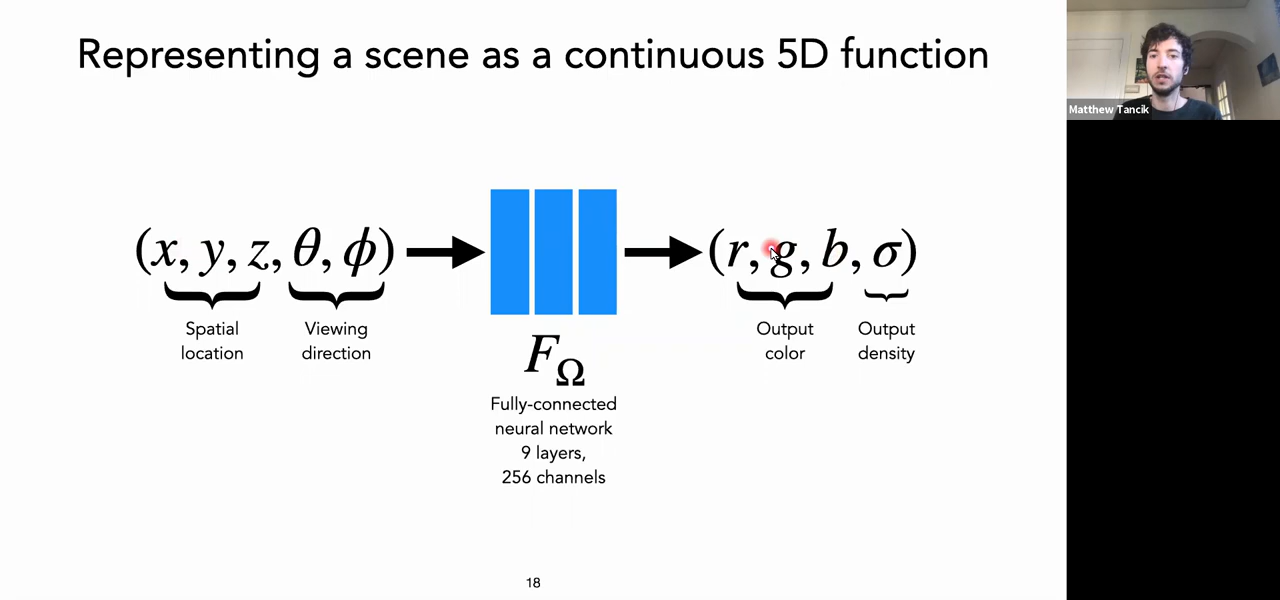 Representing a scene as a continuous 5D function
Matthew Tancik
(x, y, z, θ, ϕ)
(r, g, b, σ)
Spatial
location
Viewing
direction
Output
color
Output
density
F_Ω
Fully-connected
neural network
9 layers,
256 channels
18